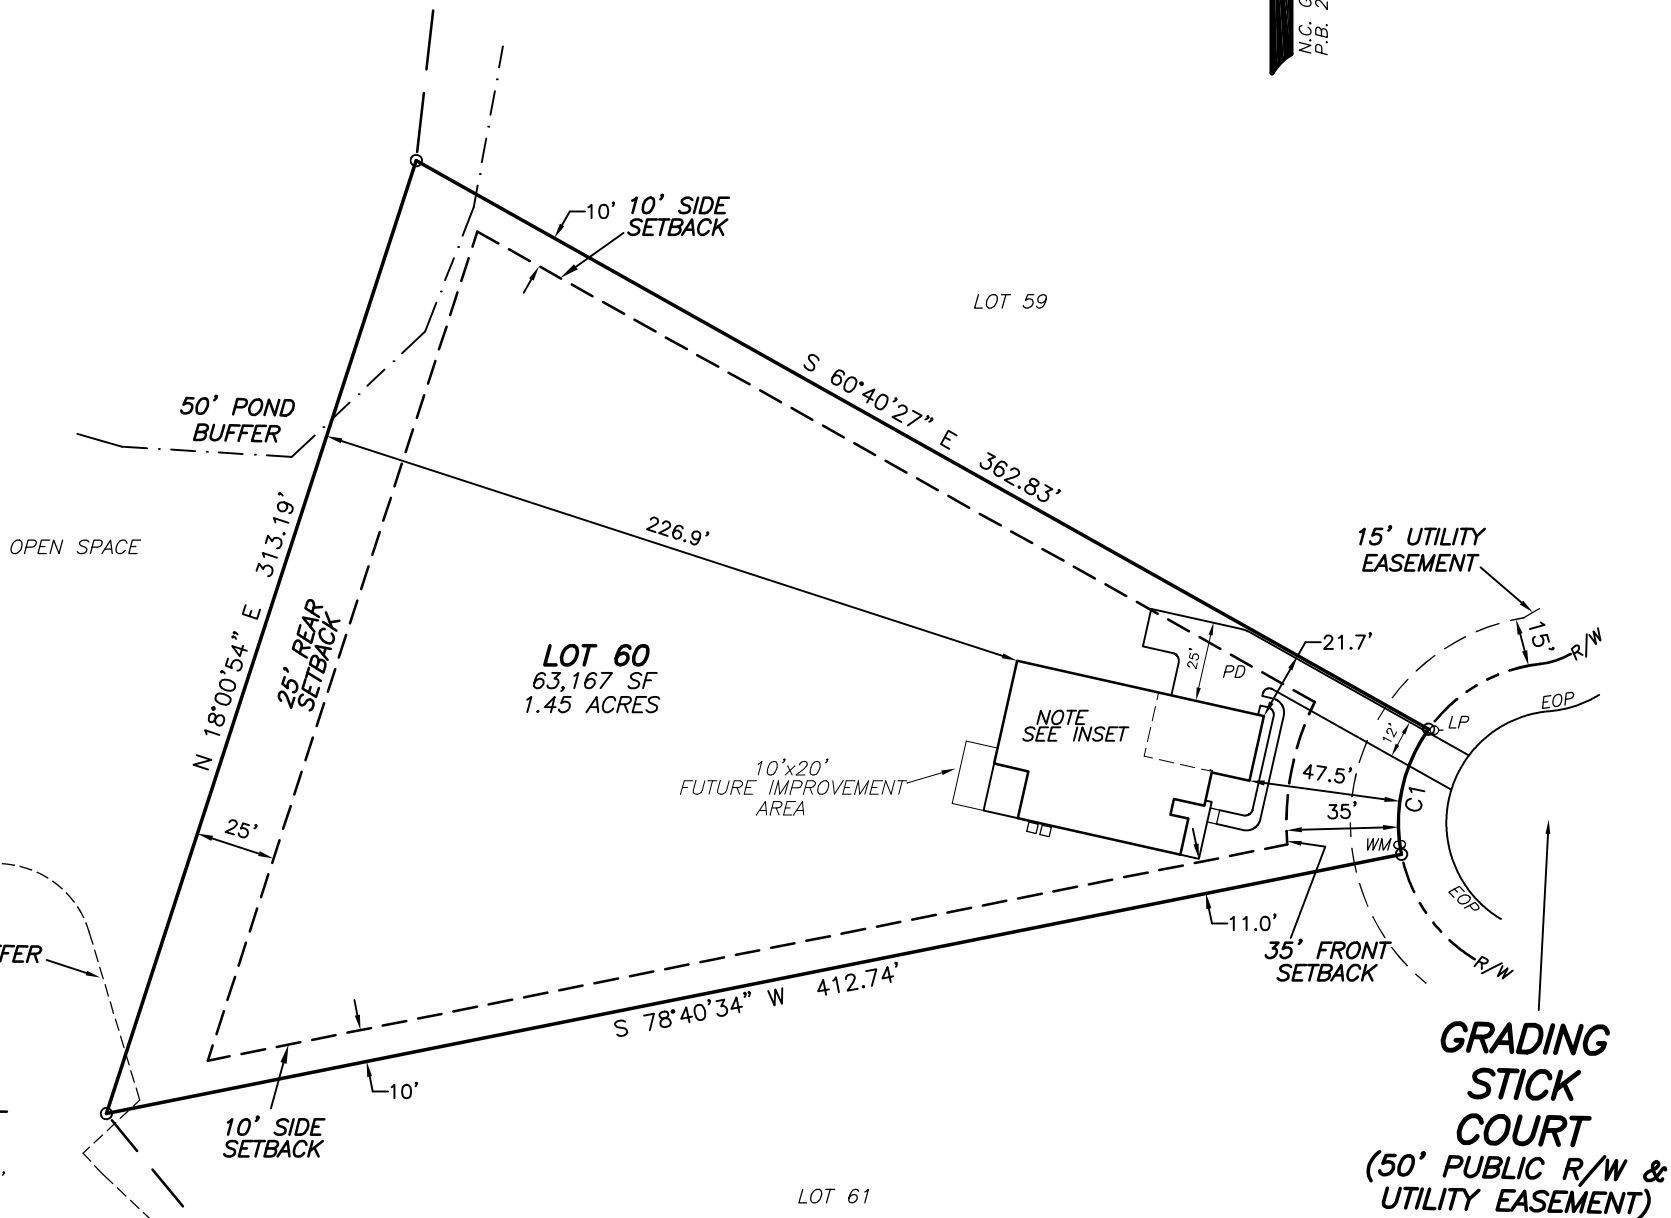 N.C. G
P.B. 2
10' 10' SIDE
SETBACK
LOT 59
S 60°40'27" E 362.83'
50' POND
BUFFER
226.9'
OPEN SPACE
N 18°00'54" E 313.19'
25' REAR
SETBACK
15' UTILITY
EASEMENT
15'
R/W
LOT 60
63,167 SF
1.45 ACRES
21.7'
25'
PD
EOP
LP
12'
NOTE
SEE INSET
10'x20'
FUTURE IMPROVEMENT
AREA
47.5'
C1
35'
WM
25'
EOP
11.0'
35' FRONT
SETBACK
R/W
FFER
S 78°40'34" W 412.74'
10'
10' SIDE
SETBACK
GRADING
STICK
COURT
(50' PUBLIC R/W &
UTILITY EASEMENT)
LOT 61